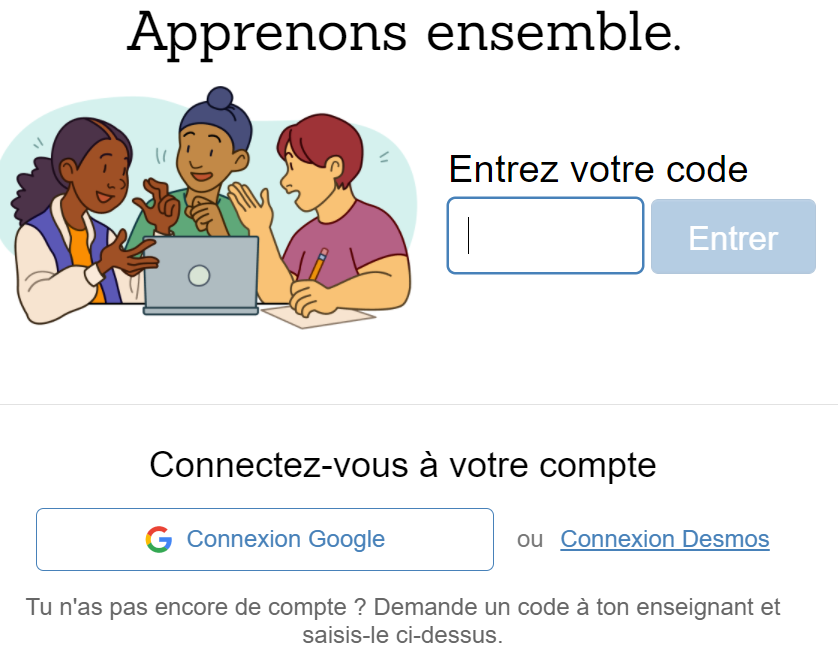 Apprenons ensemble.
Entrez votre code
Entrer
Connectez-vous à votre compte
Connexion Google ou Connexion Desmos
Tu n'as pas encore de compte ? Demande un code à ton enseignant et
saisis-le ci-dessus.